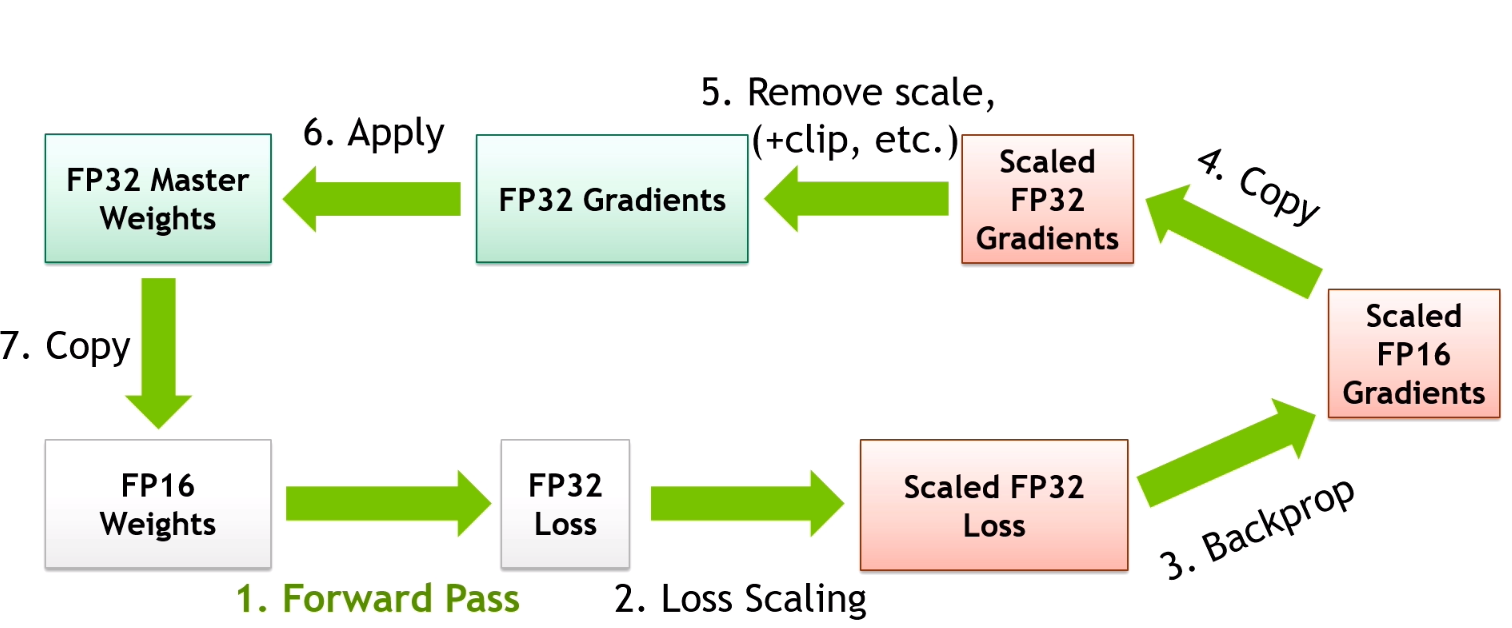 5. Remove scale,
(+clip, etc.)
6. Apply
FP32 Master
Weights
FP32 Gradients
Scaled
FP32
Gradients
4. Copy
Scaled
FP16
Gradients
7. Copy
FP16
Weights
FP32
Loss
Scaled FP32
Loss
3. Backprop
1. Forward Pass
2. Loss Scaling